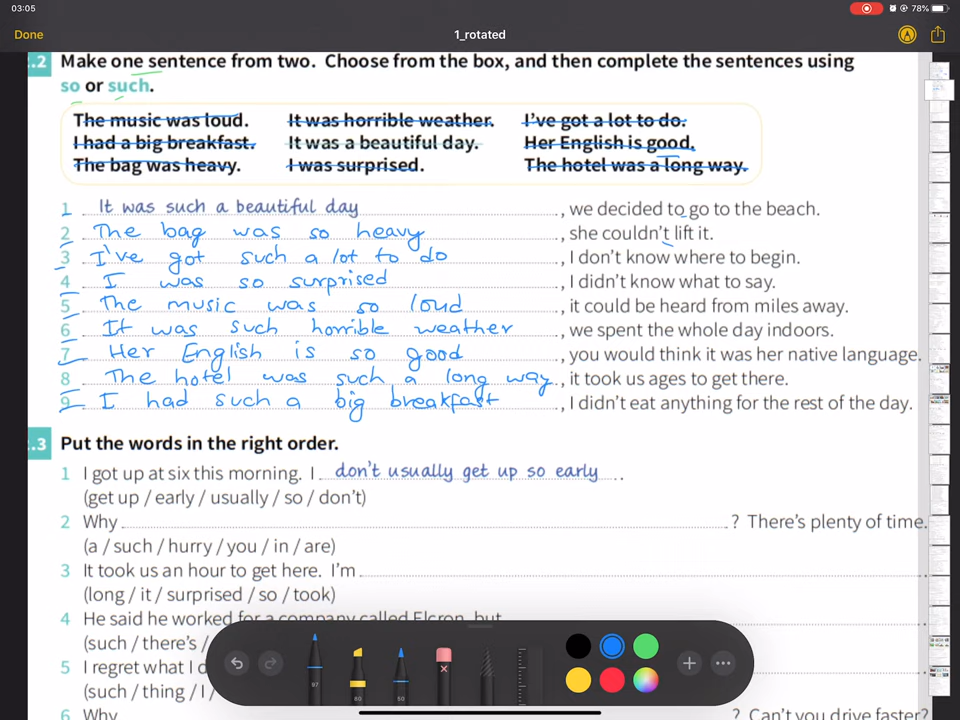 03:05
78%
Done
1_rotated
.2 Make one sentence from two. Choose from the box, and then complete the sentences using
so or such.
The music was loud. It was horrible weather. I've got a lot to do.
I had a big breakfast. It was a beautiful day. Her English is good.
The bag was heavy. I was surprised. The hotel was a long way.
1 It was such a beautiful day, we decided to go to the beach.
2 The bag was so heavy, she couldn't lift it.
3 I've got such a lot to do, I don't know where to begin.
4 I was so surprised, I didn't know what to say.
5 The music was so loud, it could be heard from miles away.
6 It was such horrible weather, we spent the whole day indoors.
7 Her English is so good, you would think it was her native language.
8 The hotel was such a long way, it took us ages to get there.
9 I had such a big breakfast, I didn't eat anything for the rest of the day.
.3 Put the words in the right order.
1 I got up at six this morning. I don't usually get up so early.
(get up / early / usually / so / don't)
2 Why ? There's plenty of time.
(a / such / hurry / you / in / are)
3 It took us an hour to get here. I'm .
(long / it / surprised / so / took)
4 He said he worked for a company called Elcron, but
(such / there's /
5 I regret what I d
(such / thing / I /
6 Why ? Can't you drive faster?
97
80
50